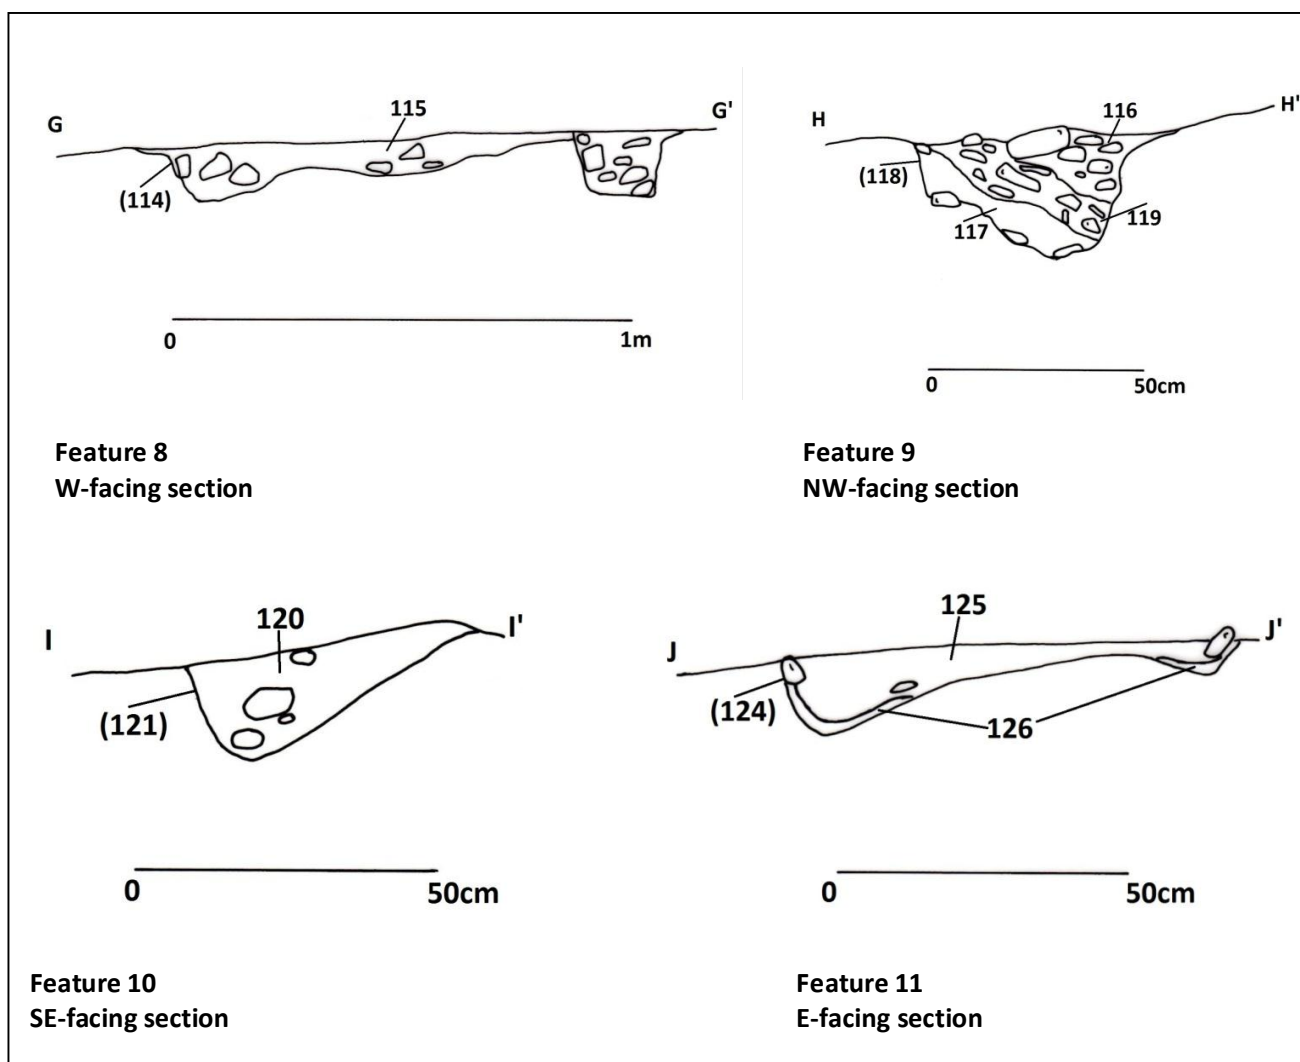 G
115
G'
(114)
0
1m
Feature 8
W-facing section
H
116
H'
(118)
117
119
0
50cm
Feature 9
NW-facing section
I
120
I'
(121)
0
50cm
Feature 10
SE-facing section
J
125
J'
(124)
126
0
50cm
Feature 11
E-facing section